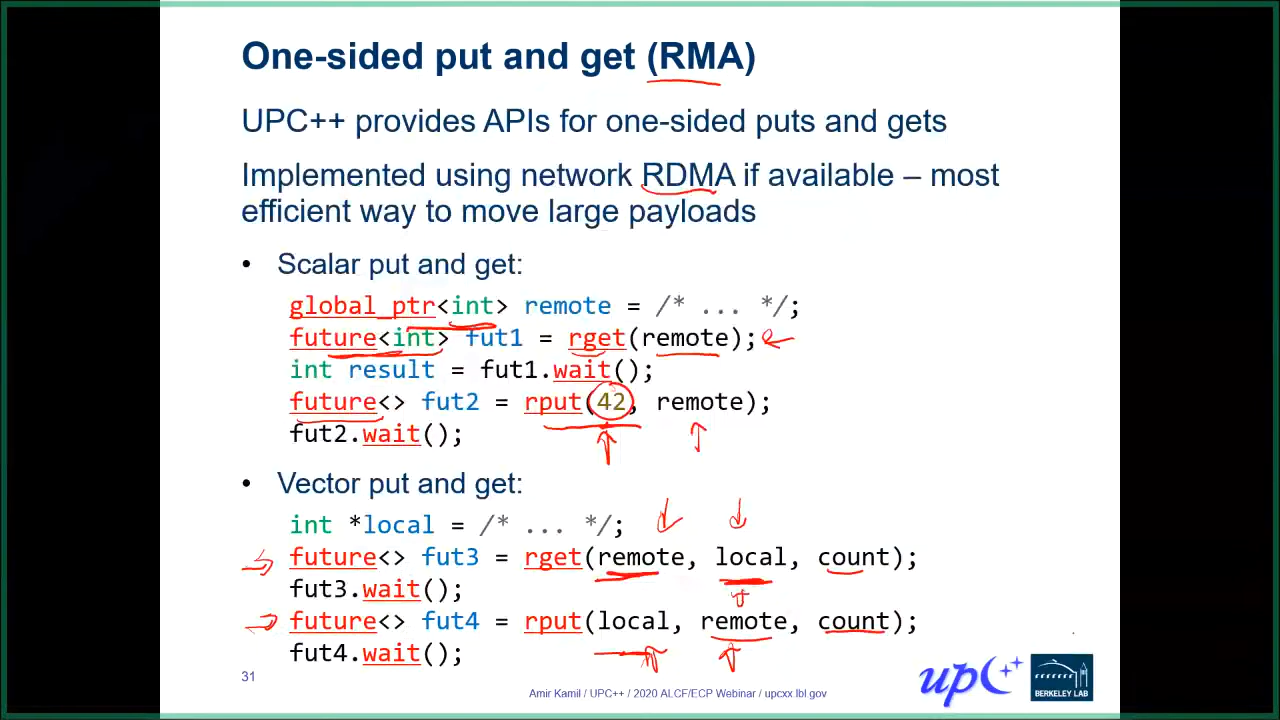 One-sided put and get (RMA)
UPC++ provides APIs for one-sided puts and gets
Implemented using network RDMA if available – most
efficient way to move large payloads
• Scalar put and get:
global_ptr<int> remote = /* ... */;
future<int> fut1 = rget(remote);
int result = fut1.wait();
future<> fut2 = rput(42, remote);
fut2.wait();
• Vector put and get:
int *local = /* ... */;
future<> fut3 = rget(remote, local, count);
fut3.wait();
future<> fut4 = rput(local, remote, count);
fut4.wait();
31
Amir Kamil / UPC++ / 2020 ALCF/ECP Webinar / upcxx.lbl.gov
upC++
BERKELEY LAB